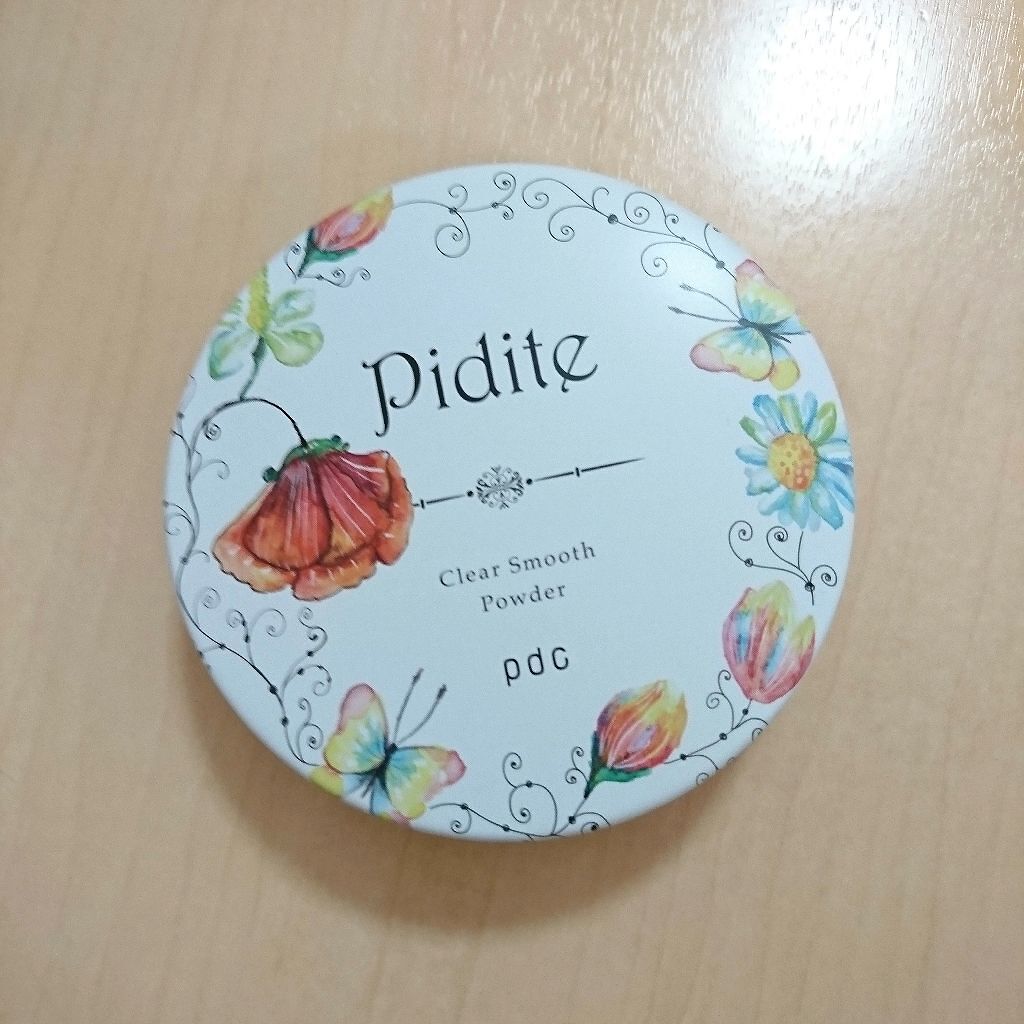 Pidite
Clear Smooth
Powder
pdc